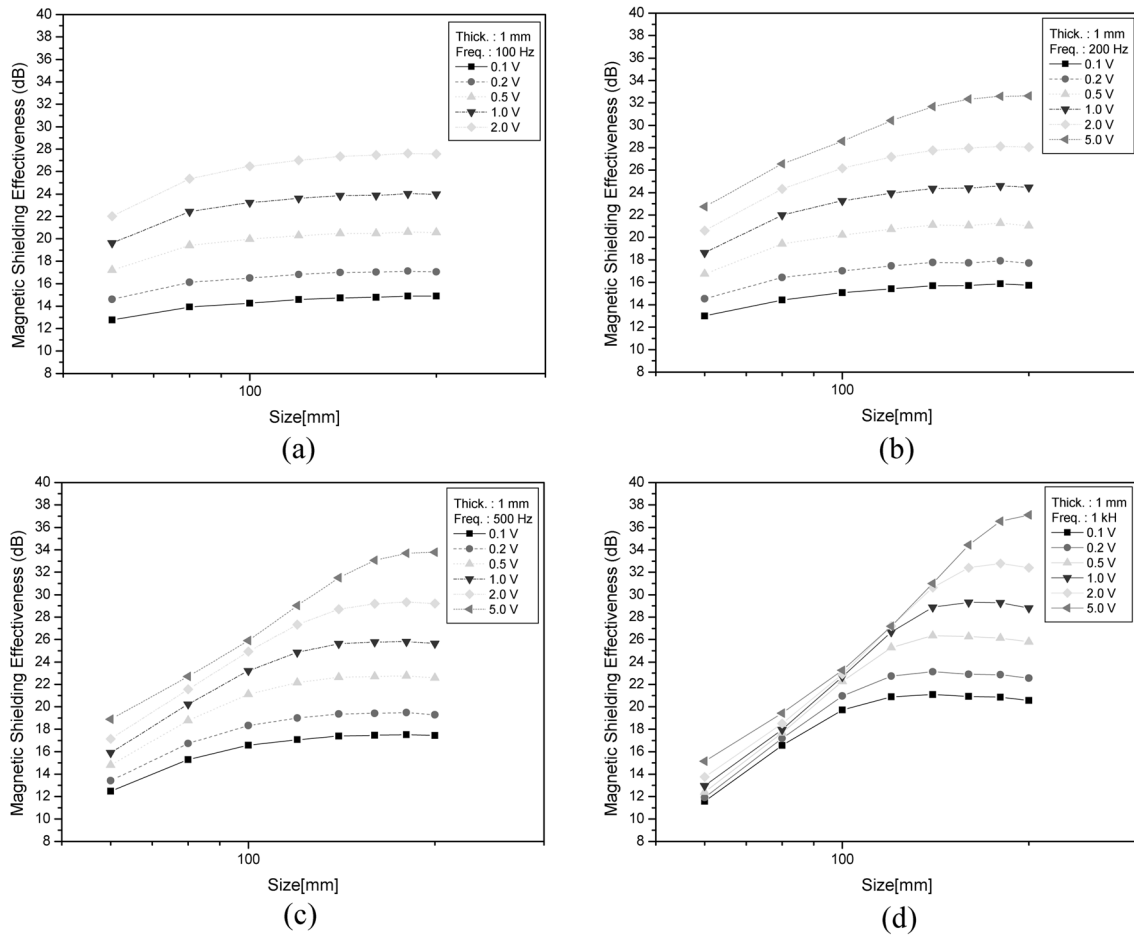 40
38
36
34
32
30
28
26
24
22
20
18
16
14
12
10
8
Magnetic Shielding Effectiveness (dB)
Thick. : 1 mm
Freq. : 100 Hz
0.1 V
0.2 V
0.5 V
1.0 V
2.0 V
100
Size[mm]
(a)
40
38
36
34
32
30
28
26
24
22
20
18
16
14
12
10
8
Magnetic Shielding Effectiveness (dB)
Thick. : 1 mm
Freq. : 200 Hz
0.1 V
0.2 V
0.5 V
1.0 V
2.0 V
5.0 V
100
Size[mm]
(b)
40
38
36
34
32
30
28
26
24
22
20
18
16
14
12
10
8
Magnetic Shielding Effectiveness (dB)
Thick. : 1 mm
Freq. : 500 Hz
0.1 V
0.2 V
0.5 V
1.0 V
2.0 V
5.0 V
100
Size[mm]
(c)
40
38
36
34
32
30
28
26
24
22
20
18
16
14
12
10
8
Magnetic Shielding Effectiveness (dB)
Thick. : 1 mm
Freq. : 1 kH
0.1 V
0.2 V
0.5 V
1.0 V
2.0 V
5.0 V
100
Size[mm]
(d)